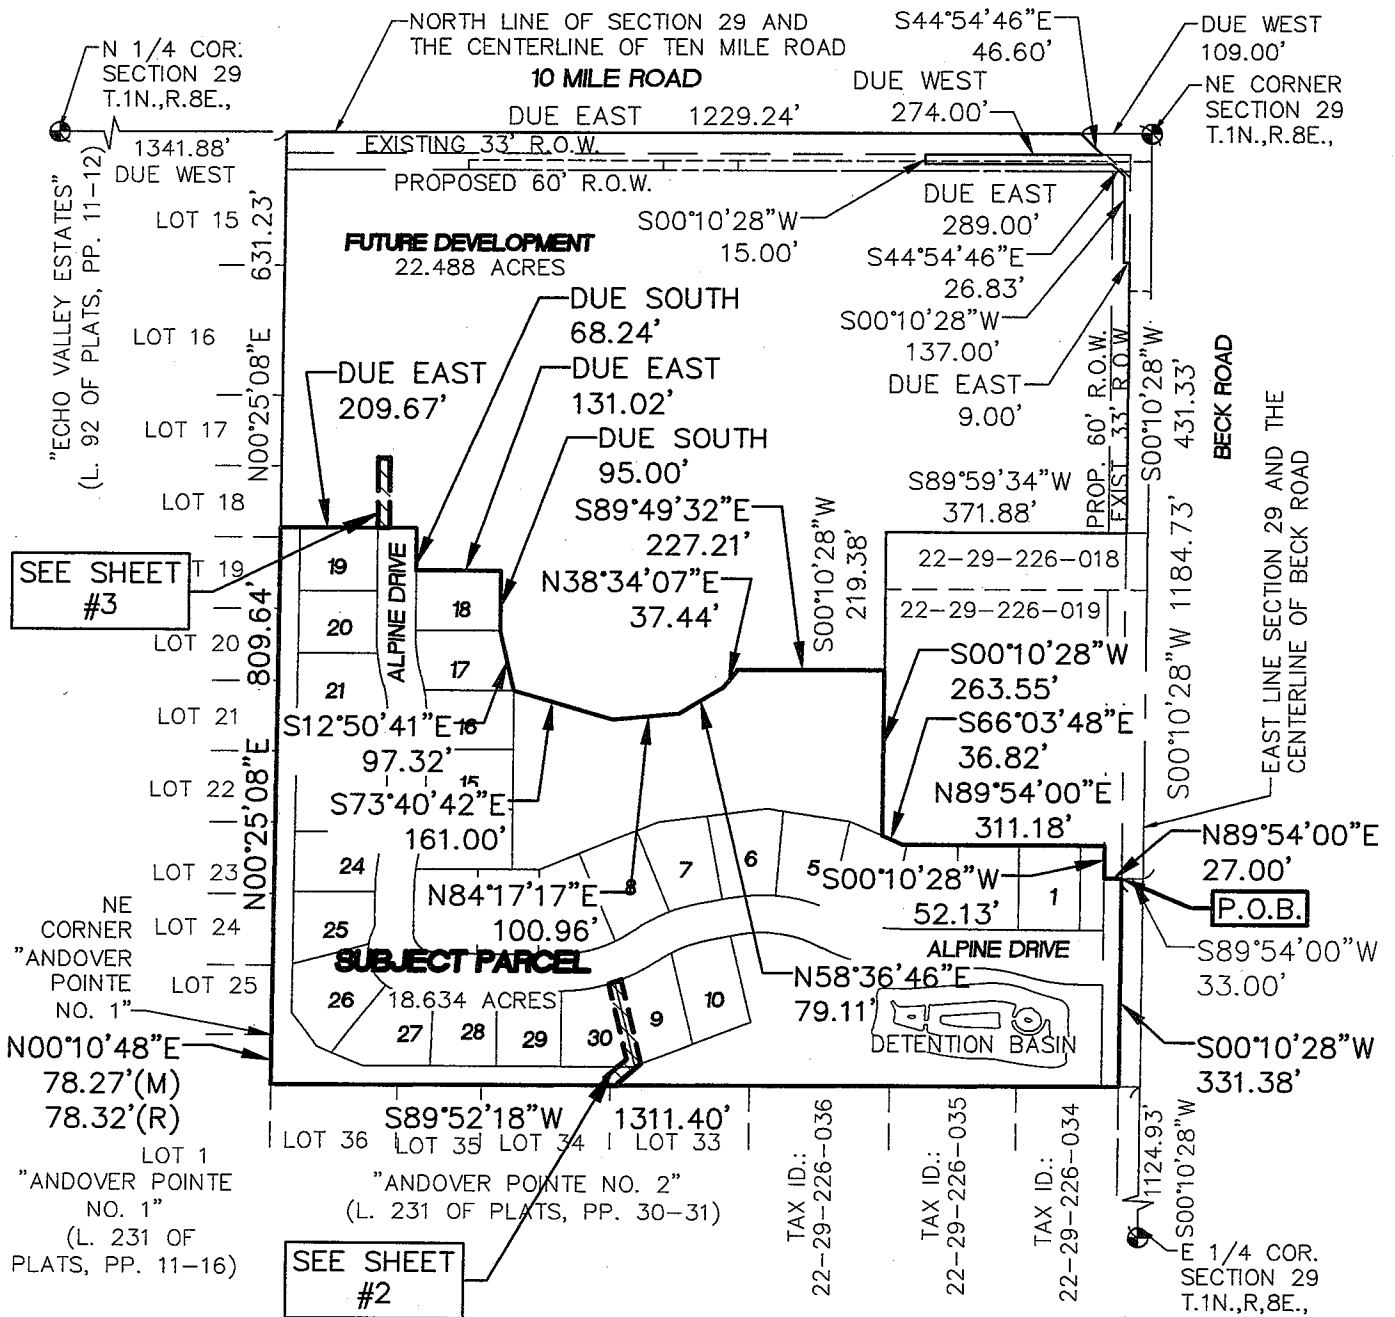 NORTH LINE OF SECTION 29 AND
THE CENTERLINE OF TEN MILE ROAD
10 MILE ROAD
N 1/4 COR.
SECTION 29
T.1N.,R.8E.,
S44°54'46"E
46.60'
DUE WEST
109.00'
NE CORNER
SECTION 29
T.1N.,R.8E.,
DUE WEST
274.00'
DUE EAST 1229.24'
1341.88'
DUE WEST
EXISTING 33' R.O.W.
PROPOSED 60' R.O.W.
"ECHO VALLEY ESTATES"
(L. 92 OF PLATS, PP. 11-12)
LOT 15
LOT 16
LOT 17
LOT 18
T 19
LOT 20
LOT 21
LOT 22
LOT 23
LOT 24
LOT 25
631.23'
N00°25'08"E
FUTURE DEVELOPMENT
22.488 ACRES
S00°10'28"W
15.00'
DUE EAST
289.00'
S44°54'46"E
26.83'
S00°10'28"W
137.00'
DUE EAST
9.00'
PROP. 60' R.O.W.
EXIST 33' R.O.W
S00°10'28"W
431.33'
BECK ROAD
DUE SOUTH
68.24'
DUE EAST
209.67'
DUE EAST
131.02'
DUE SOUTH
95.00'
S89°49'32"E
227.21'
N38°34'07"E
37.44'
S00°10'28"W
219.38'
S89°59'34"W
371.88'
22-29-226-018
22-29-226-019
S00°10'28"W 1184.73'
EAST LINE SECTION 29 AND THE
CENTERLINE OF BECK ROAD
SEE SHEET
#3
809.64'
N00°25'08"E
ALPINE DRIVE
19
20
21
18
17
16
15
24
25
26
27
28
29
30
9
10
8
7
6
5
1
S12°50'41"E
97.32'
S73°40'42"E
161.00'
N84°17'17"E
100.96'
S00°10'28"W
263.55'
S66°03'48"E
36.82'
N89°54'00"E
311.18'
S00°10'28"W
52.13'
N89°54'00"E
27.00'
P.O.B.
S89°54'00"W
33.00'
ALPINE DRIVE
N58°36'46"E
79.11'
DETENTION BASIN
S00°10'28"W
331.38'
SUBJECT PARCEL
18.634 ACRES
NE
CORNER
"ANDOVER
POINTE
NO. 1"
N00°10'48"E
78.27'(M)
78.32'(R)
S89°52'18"W 1311.40'
LOT 36
LOT 35
LOT 34
LOT 33
LOT 1
"ANDOVER POINTE
NO. 1"
(L. 231 OF
PLATS, PP. 11-16)
"ANDOVER POINTE NO. 2"
(L. 231 OF PLATS, PP. 30-31)
SEE SHEET
#2
TAX ID.:
22-29-226-036
TAX ID.:
22-29-226-035
TAX ID.:
22-29-226-034
1124.93'
S00°10'28"W
E 1/4 COR.
SECTION 29
T.1N.,R,8E.,